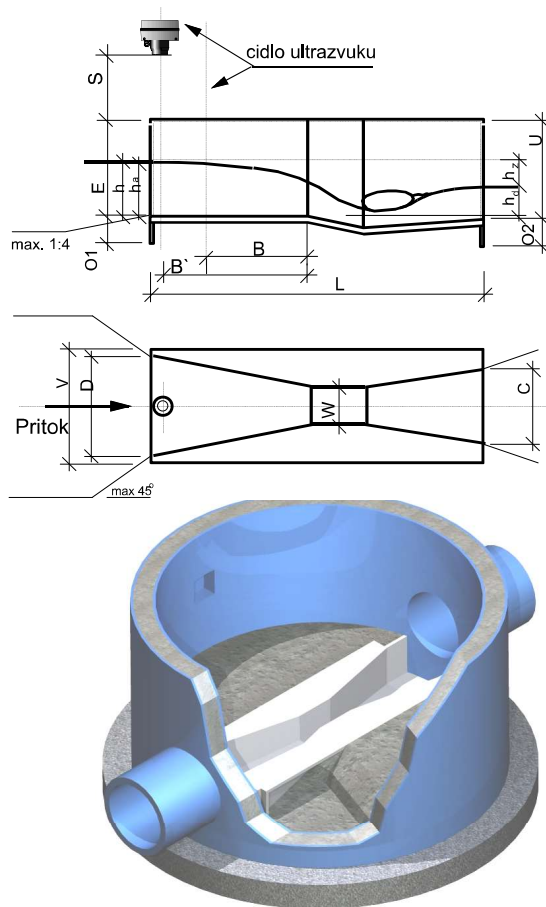 cidlo ultrazvuku
S
E
h
ha
U
hz
hd
max. 1:4
O1
O2
B
B`
L
V
D
W
C
Pritok
max 45°